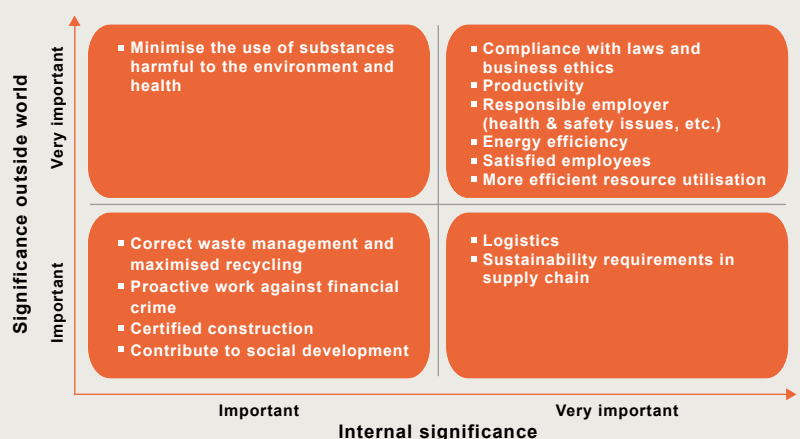 Significance outside world
Very important
Important
▪ Minimise the use of substances
harmful to the environment and
health
▪ Compliance with laws and
business ethics
▪ Productivity
▪ Responsible employer
(health & safety issues, etc.)
▪ Energy efficiency
▪ Satisfied employees
▪ More efficient resource utilisation
▪ Correct waste management and
maximised recycling
▪ Proactive work against financial
crime
▪ Certified construction
▪ Contribute to social development
▪ Logistics
▪ Sustainability requirements in
supply chain
Important
Very important
Internal significance